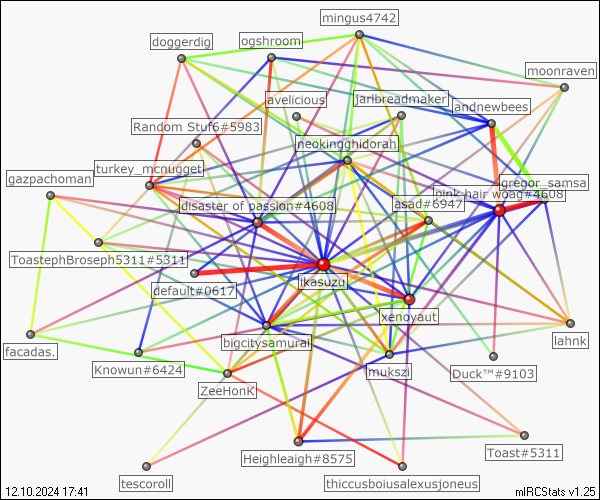 mingus4742
doggerdig
ogshroom
moonraven
avelicious
jarlbreadmaker
andnewbees
Random Stuf6#5983
neokingghidorah
gazpachoman
turkey_mcnugget
gregor_samsa
pink hair woag#4608
disaster of passion#4608
asad#6947
ToastephBroseph5311#5311
default#0617
ikasuzu
xenoyaut
facadas.
bigcitysamurai
lahnk
Knowun#6424
mukszi
Duck™#9103
ZeeHonK
Heighleaigh#8575
Toast#5311
tescoroll
thiccusboiusalexusjoneus
12.10.2024 17:41
mIRCStats v1.25